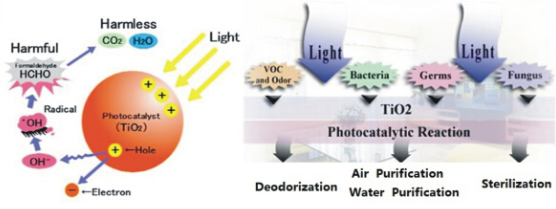 Harmless
CO2 H2O
Harmful
Light
Formaldehyde
HCHO
Radical
•OH
OH⁻
Photocatalyst
(TiO2)
+
+
+
+ ←Hole
− ←Electron
Light
Light
VOC
and Odor
Bacteria
Germs
Fungus
TiO2
Photocatalytic Reaction
Deodorization
Air Purification
Water Purification
Sterilization